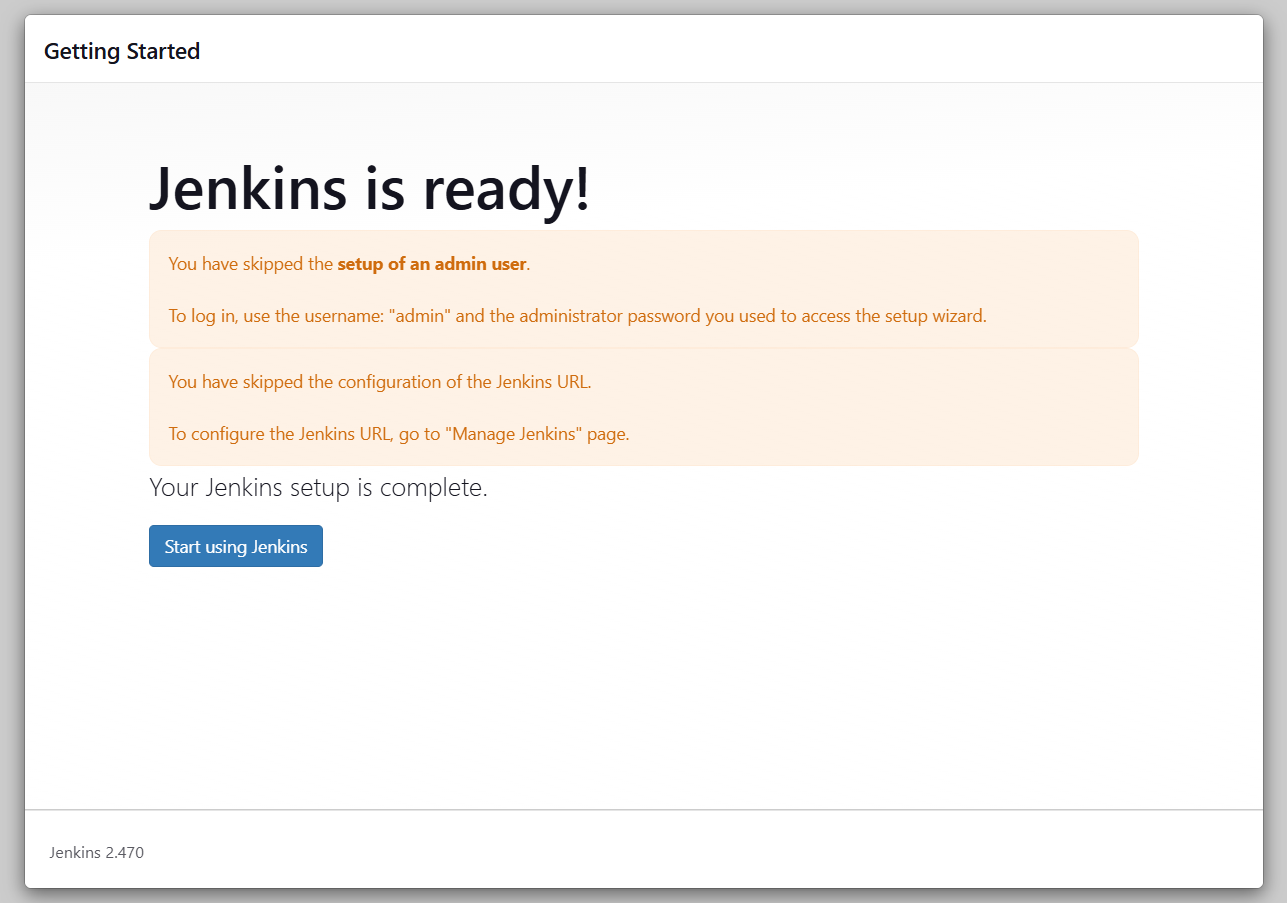 Getting Started
Jenkins is ready!
You have skipped the setup of an admin user.
To log in, use the username: "admin" and the administrator password you used to access the setup wizard.
You have skipped the configuration of the Jenkins URL.
To configure the Jenkins URL, go to "Manage Jenkins" page.
Your Jenkins setup is complete.
Start using Jenkins
Jenkins 2.470